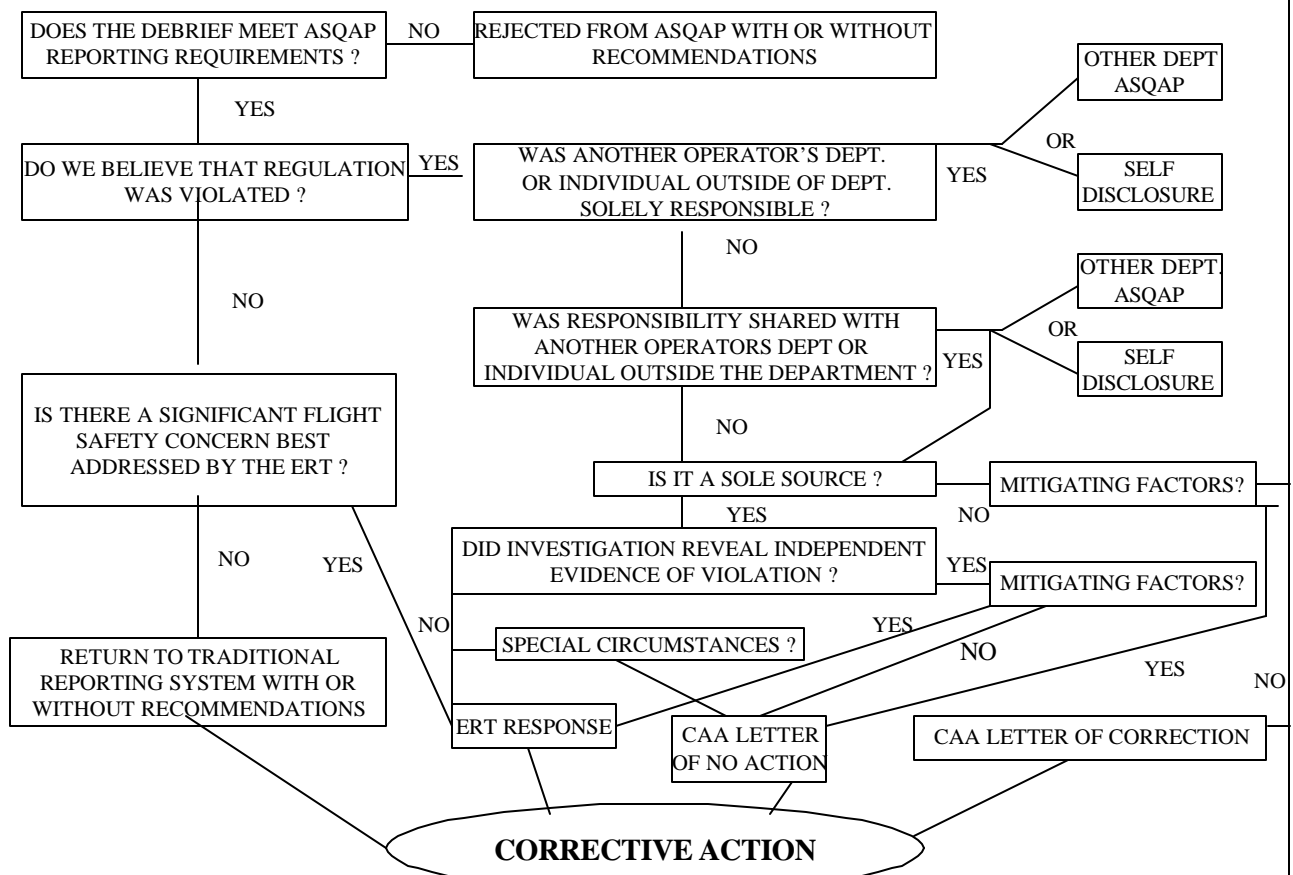 DOES THE DEBRIEF MEET ASQAP
REPORTING REQUIREMENTS ?
NO
REJECTED FROM ASQAP WITH OR WITHOUT
RECOMMENDATIONS
OTHER DEPT
ASQAP
YES
OR
DO WE BELIEVE THAT REGULATION
WAS VIOLATED ?
YES
WAS ANOTHER OPERATOR'S DEPT.
OR INDIVIDUAL OUTSIDE OF DEPT.
SOLELY RESPONSIBLE ?
YES
SELF
DISCLOSURE
NO
NO
OTHER DEPT.
ASQAP
WAS RESPONSIBILITY SHARED WITH
ANOTHER OPERATORS DEPT OR
INDIVIDUAL OUTSIDE THE DEPARTMENT ?
YES
OR
SELF
DISCLOSURE
IS THERE A SIGNIFICANT FLIGHT
SAFETY CONCERN BEST
ADDRESSED BY THE ERT ?
NO
IS IT A SOLE SOURCE ?
MITIGATING FACTORS?
YES
NO
NO
YES
DID INVESTIGATION REVEAL INDEPENDENT
EVIDENCE OF VIOLATION ?
YES
MITIGATING FACTORS?
NO
SPECIAL CIRCUMSTANCES ?
YES
NO
YES
NO
RETURN TO TRADITIONAL
REPORTING SYSTEM WITH OR
WITHOUT RECOMMENDATIONS
ERT RESPONSE
CAA LETTER
OF NO ACTION
CAA LETTER OF CORRECTION
CORRECTIVE ACTION